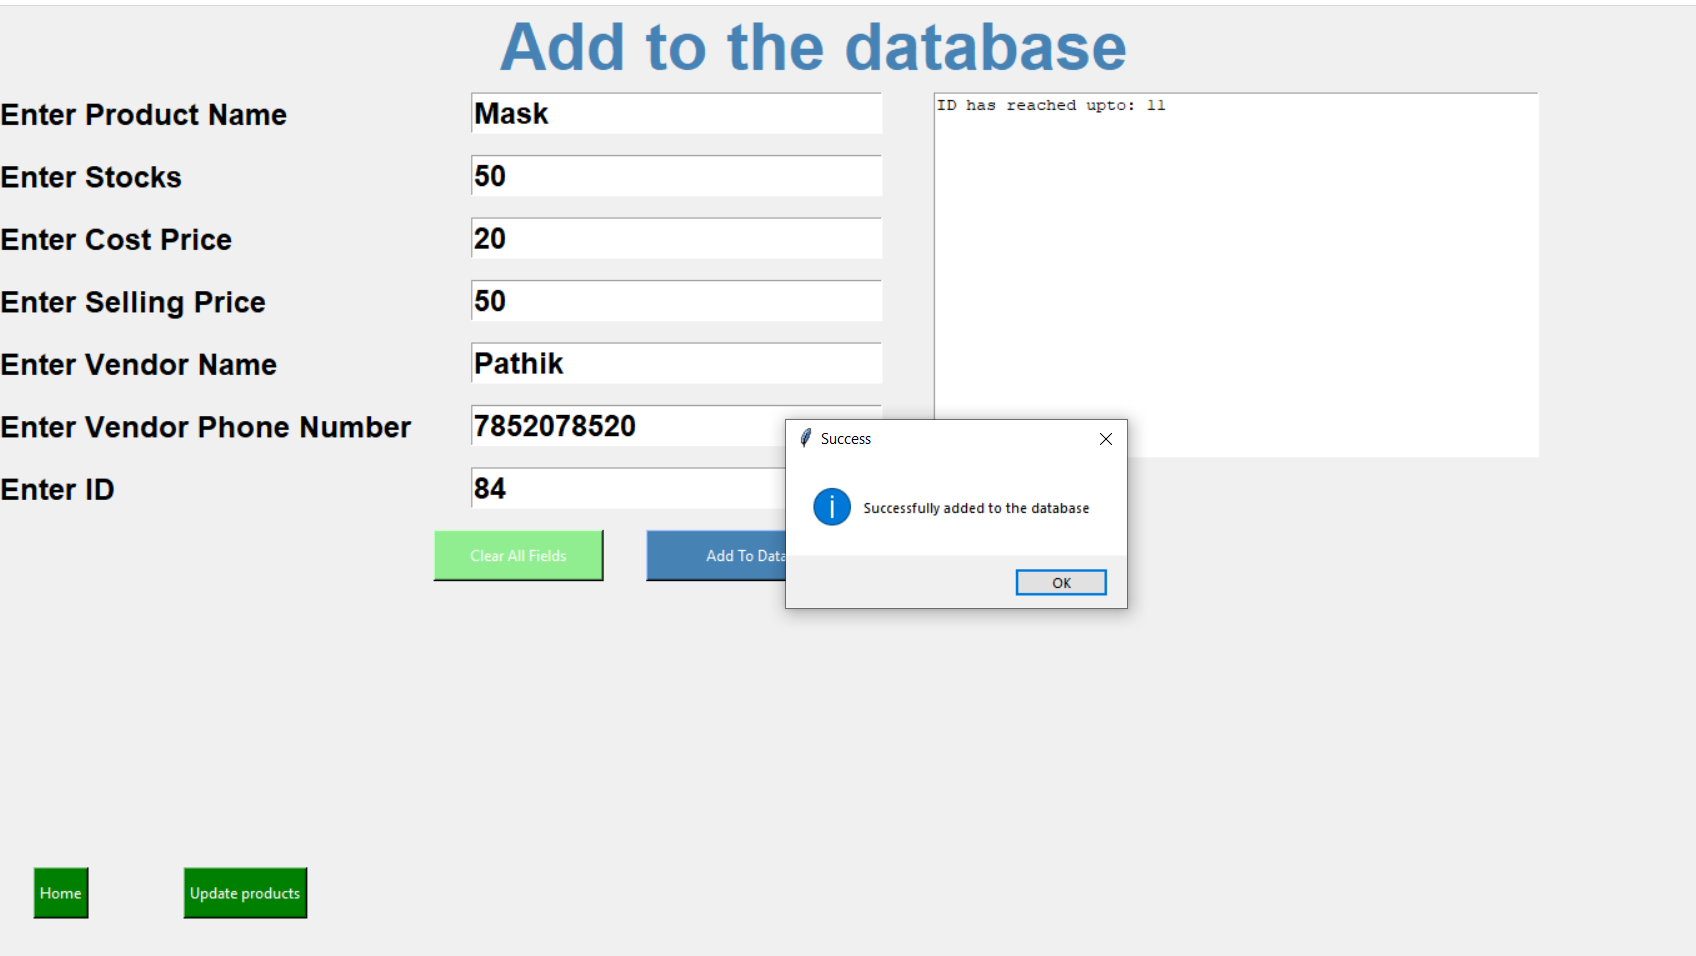 Add to the database
Enter Product Name
Mask
ID has reached upto: 11
Enter Stocks
50
Enter Cost Price
20
Enter Selling Price
50
Enter Vendor Name
Pathik
Enter Vendor Phone Number
7852078520
Enter ID
84
Success
Successfully added to the database
OK
Clear All Fields
Add To Data
Home
Update products